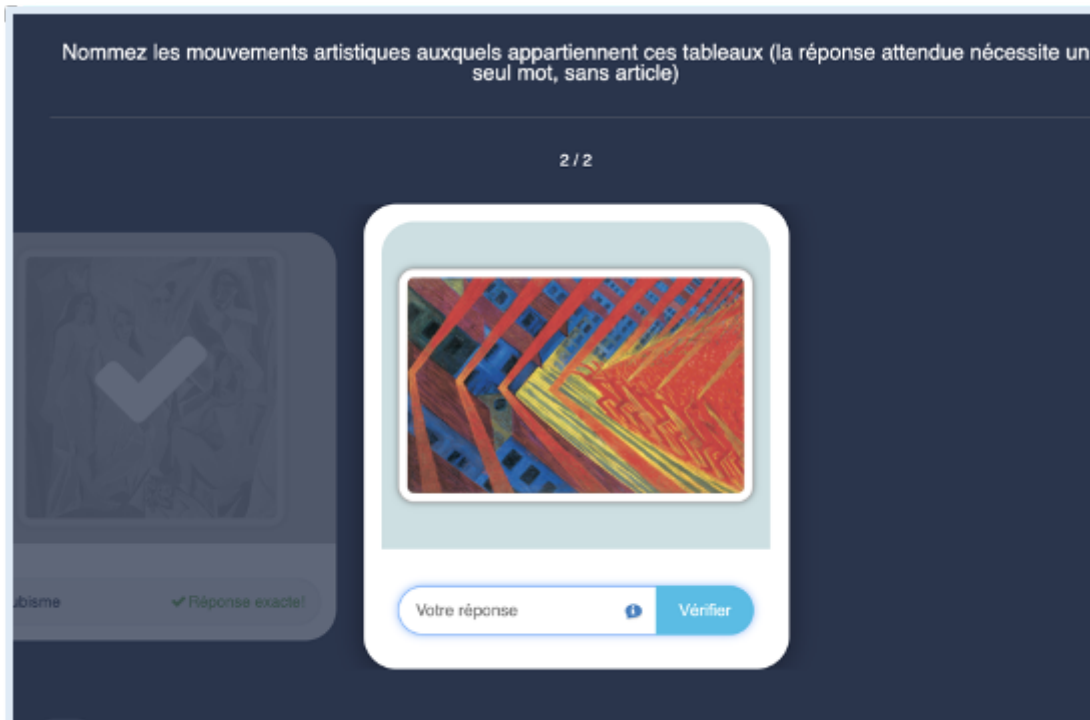 Nommez les mouvements artistiques auxquels appartiennent ces tableaux (la réponse attendue nécessite un
seul mot, sans article)
2 / 2
ubisme
Réponse exacte!
Votre réponse
Vérifier